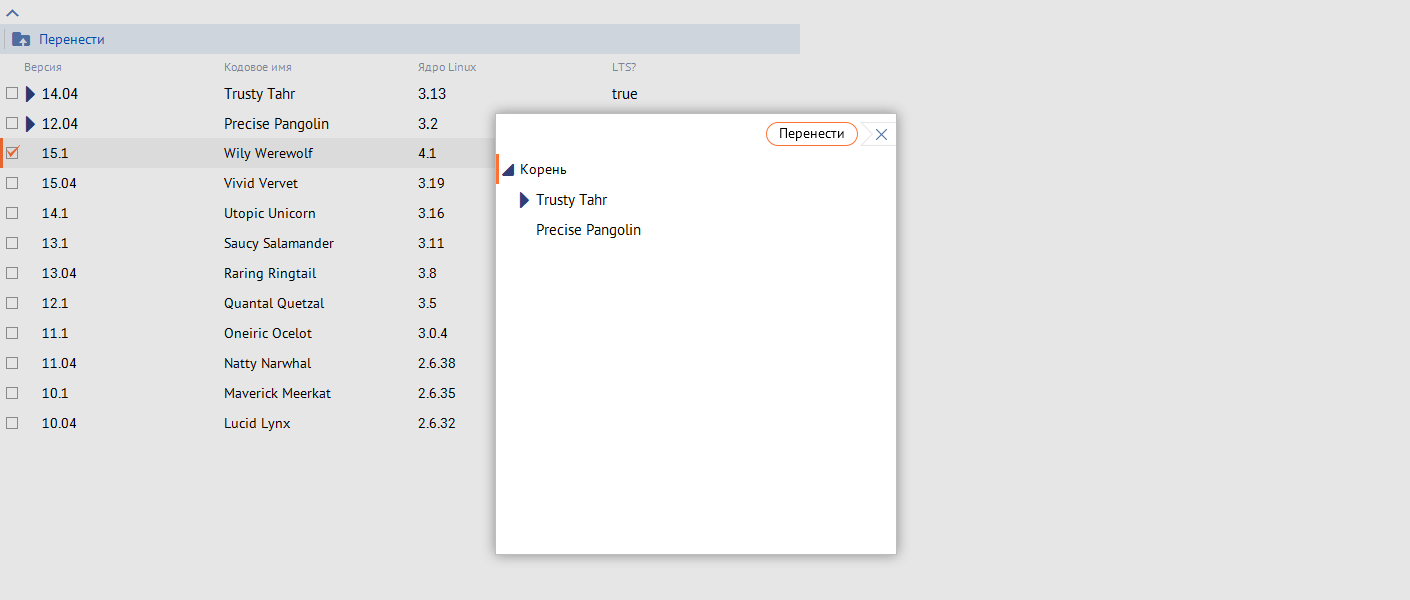 Перенести
Версия Кодовое имя Ядро Linux LTS?
14.04 Trusty Tahr 3.13 true
12.04 Precise Pangolin 3.2
15.1 Wily Werewolf 4.1
15.04 Vivid Vervet 3.19
14.1 Utopic Unicorn 3.16
13.1 Saucy Salamander 3.11
13.04 Raring Ringtail 3.8
12.1 Quantal Quetzal 3.5
11.1 Oneiric Ocelot 3.0.4
11.04 Natty Narwhal 2.6.38
10.1 Maverick Meerkat 2.6.35
10.04 Lucid Lynx 2.6.32
Перенести
Корень
Trusty Tahr
Precise Pangolin